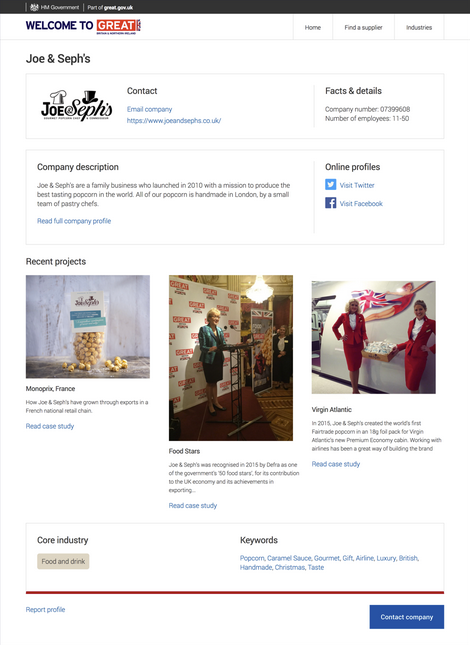 HM Government Part of great.gov.uk
WELCOME TO GREAT
BRITAIN & NORTHERN IRELAND
Home Find a supplier Industries
Joe & Seph's
JOE & Seph's
GOURMET POPCORN CHEF & CONNOISSEUR
Contact
Email company
https://www.joeandsephs.co.uk/
Facts & details
Company number: 07399608
Number of employees: 11-50
Company description
Joe & Seph's are a family business who launched in 2010 with a mission to produce the
best tasting popcorn in the world. All of our popcorn is handmade in London, by a small
team of pastry chefs.
Read full company profile
Online profiles
Visit Twitter
Visit Facebook
Recent projects
Monoprix, France
How Joe & Seph's have grown through exports in a
French national retail chain.
Read case study
Food Stars
Joe & Seph's was recognised in 2015 by Defra as one
of the government's '50 food stars', for its contribution
to the UK economy and its achievements in
exporting...
Read case study
Virgin Atlantic
In 2015, Joe & Seph's created the world's first
Fairtrade popcorn in an 18g foil pack for Virgin
Atlantic's new Premium Economy cabin. Working with
airlines has been a great way of building the brand
Read case study
Core industry
Food and drink
Keywords
Popcorn, Caramel Sauce, Gourmet, Gift, Airline, Luxury, British,
Handmade, Christmas, Taste
Report profile
Contact company